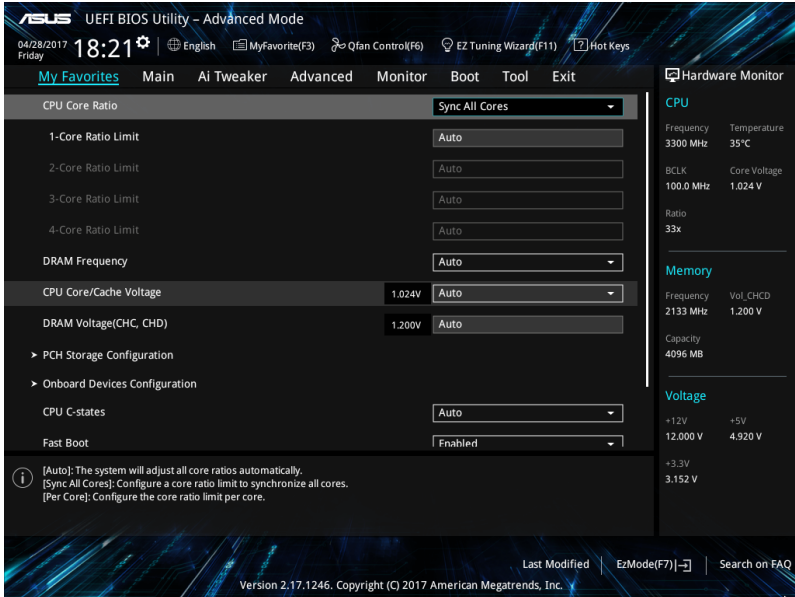 ASUS UEFI BIOS Utility – Advanced Mode
04/28/2017 Friday 18:21 English MyFavorite(F3) Qfan Control(F6) EZ Tuning Wizard(F11) ? Hot Keys
My Favorites Main Ai Tweaker Advanced Monitor Boot Tool Exit
CPU Core Ratio Sync All Cores
1-Core Ratio Limit Auto
2-Core Ratio Limit Auto
3-Core Ratio Limit Auto
4-Core Ratio Limit Auto
DRAM Frequency Auto
CPU Core/Cache Voltage 1.024V Auto
DRAM Voltage(CHC, CHD) 1.200V Auto
> PCH Storage Configuration
> Onboard Devices Configuration
CPU C-states Auto
Fast Boot Enabled
i
[Auto]: The system will adjust all core ratios automatically.
[Sync All Cores]: Configure a core ratio limit to synchronize all cores.
[Per Core]: Configure the core ratio limit per core.
Hardware Monitor
CPU
Frequency Temperature
3300 MHz 35°C
BCLK Core Voltage
100.0 MHz 1.024 V
Ratio
33x
Memory
Frequency Vol_CHCD
2133 MHz 1.200 V
Capacity
4096 MB
Voltage
+12V +5V
12.000 V 4.920 V
+3.3V
3.152 V
Last Modified EzMode(F7) Search on FAQ
Version 2.17.1246. Copyright (C) 2017 American Megatrends, Inc.